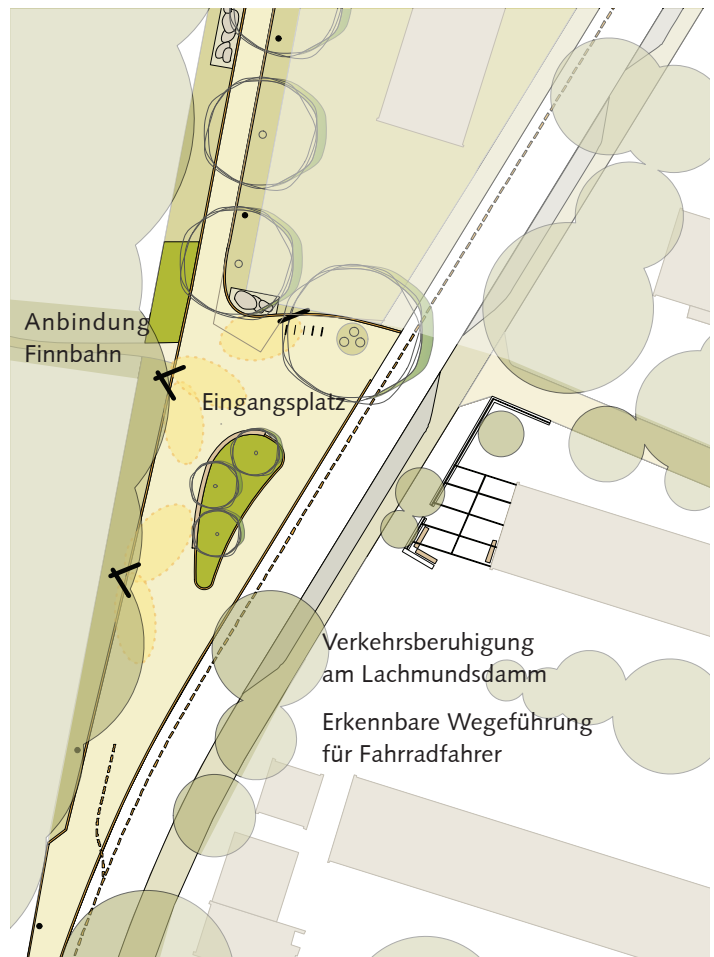 Anbindung
Finnbahn
Eingangsplatz
Verkehrsberuhigung
am Lachmundsdamm
Erkennbare Wegeführung
für Fahrradfahrer